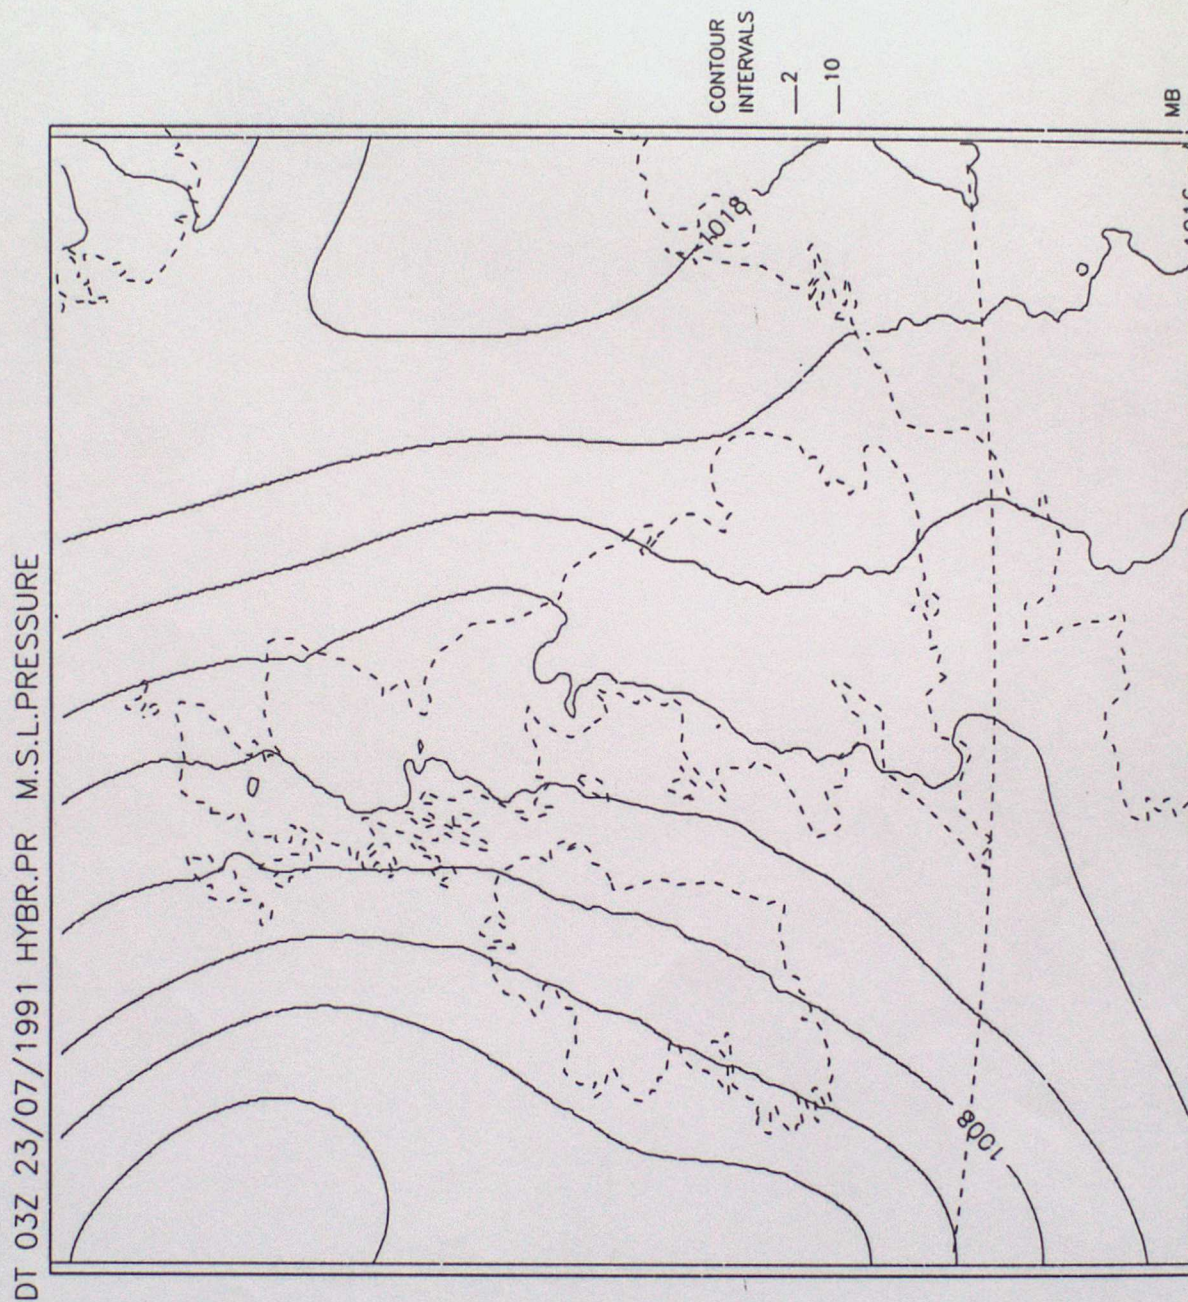 DT 03Z 23/07/1991 HYBR.PR M.S.L.PRESSURE
CONTOUR
INTERVALS
—2
—10
MB
1018
1008